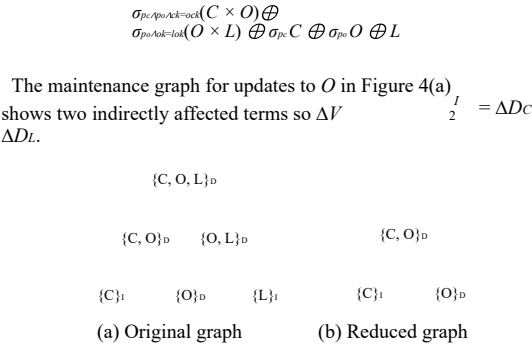 σpc∧po∧ck=ock(C × O)⊕
σpo∧ok=lok(O × L) ⊕ σpc C ⊕ σpo O ⊕ L
The maintenance graph for updates to O in Figure 4(a)
shows two indirectly affected terms so ΔV I 2 = ΔDC
ΔDL.
{C, O, L}D
{C, O}D {O, L}D {C, O}D
{C}I {O}D {L}I {C}I {O}D
(a) Original graph (b) Reduced graph